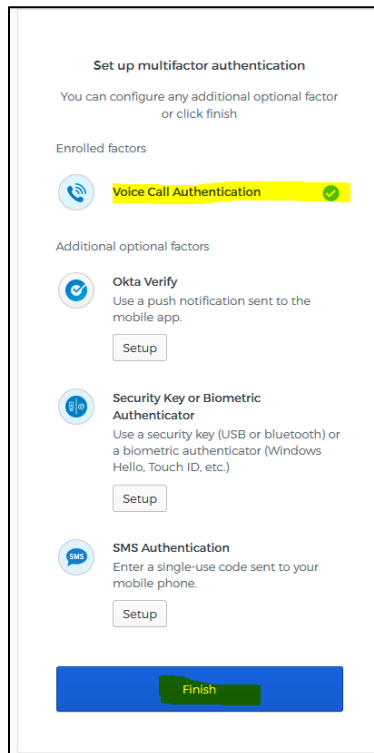 Set up multifactor authentication
You can configure any additional optional factor
or click finish
Enrolled factors
Voice Call Authentication
Additional optional factors
Okta Verify
Use a push notification sent to the
mobile app.
Setup
Security Key or Biometric
Authenticator
Use a security key (USB or bluetooth) or
a biometric authenticator (Windows
Hello, Touch ID, etc.)
Setup
SMS
SMS Authentication
Enter a single-use code sent to your
mobile phone.
Setup
Finish